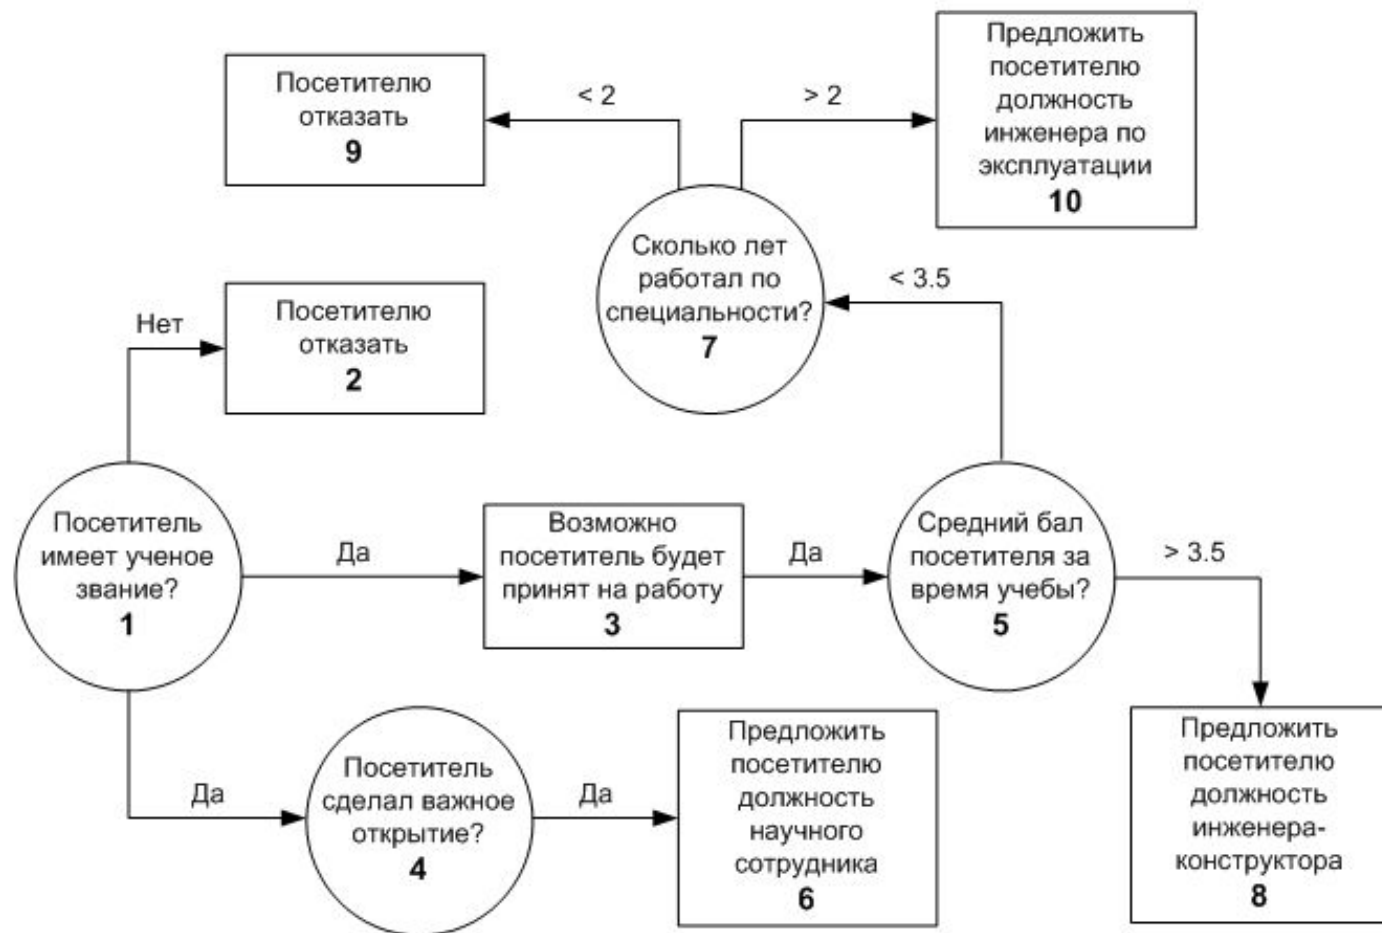 Посетителю
отказать
9
< 2
> 2
Предложить
посетителю
должность
инженера по
эксплуатации
10
Сколько лет
работал по
специальности?
7
< 3.5
Нет
Посетителю
отказать
2
Посетитель
имеет ученое
звание?
1
Да
Возможно
посетитель будет
принят на работу
3
Да
Средний бал
посетителя за
время учебы?
5
> 3.5
Да
Посетитель
сделал важное
открытие?
4
Да
Предложить
посетителю
должность
научного
сотрудника
6
Предложить
посетителю
должность
инженера-
конструктора
8